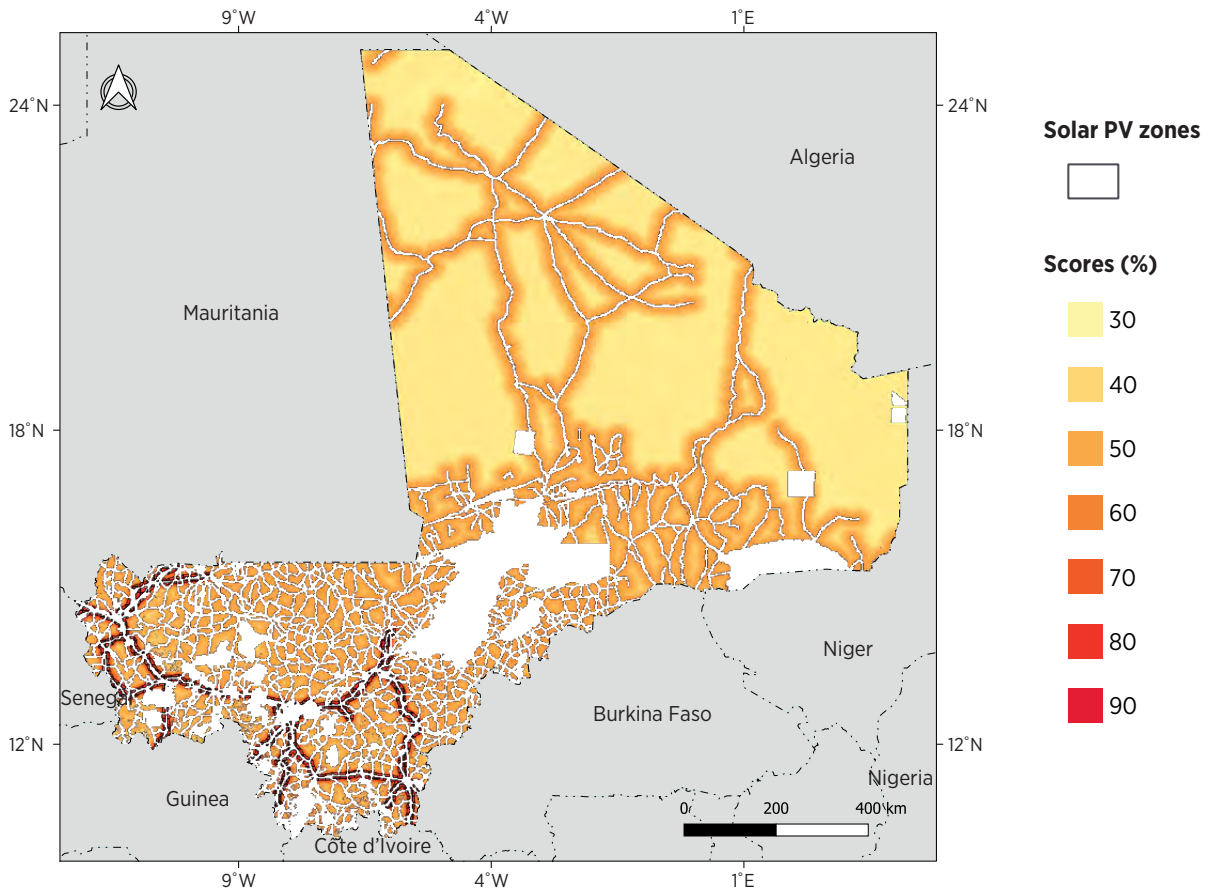 9˚W 4˚W 1˚E
24˚N 24˚N
Algeria
Mauritania
18˚N 18˚N
Niger
Senegal
Burkina Faso
12˚N 12˚N
Nigeria
Guinea
0 200 400 km
Côte d'Ivoire
9˚W 4˚W 1˚E
Solar PV zones
Scores (%)
30
40
50
60
70
80
90